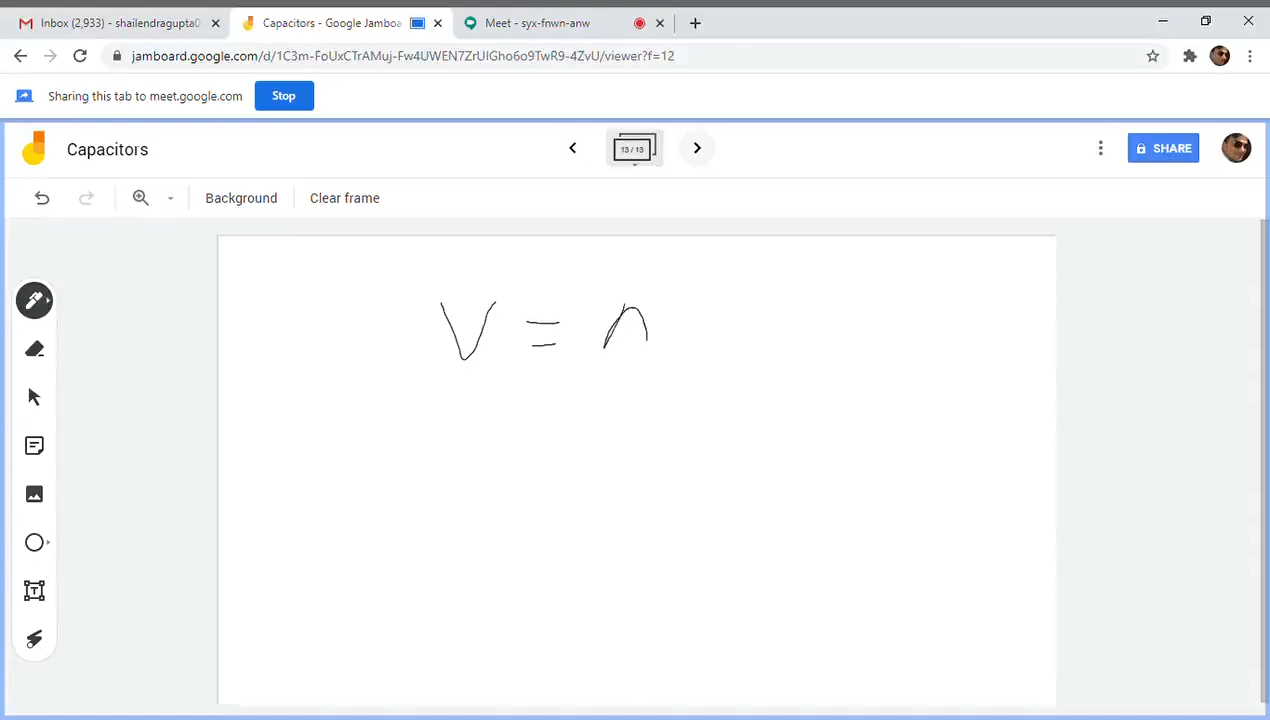 Inbox (2,933) - shailendragupta0
Capacitors - Google Jamboa
Meet - syx-fnwn-anw
jamboard.google.com/d/1C3m-FoUxCTrAMuj-Fw4UWEN7ZrUIGho6o9TwR9-4ZvU/viewer?f=12
Sharing this tab to meet.google.com
Stop
Capacitors
13 / 13
SHARE
Background
Clear frame
V = n
T